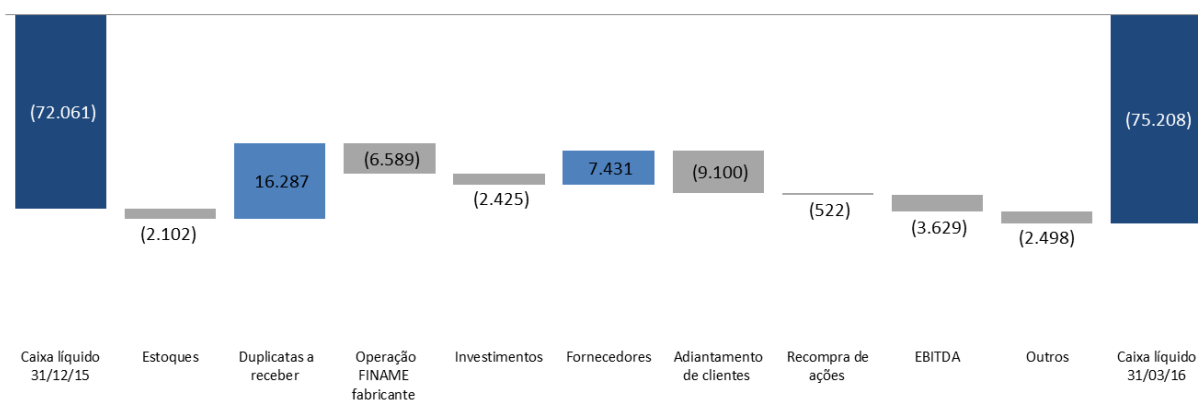 (72.061)
(2.102)
16.287
(6.589)
(2.425)
7.431
(9.100)
(522)
(3.629)
(2.498)
(75.208)
Caixa líquido
31/12/15
Estoques
Duplicatas a
receber
Operação
FINAME
fabricante
Investimentos
Fornecedores
Adiantamento
de clientes
Recompra de
ações
EBITDA
Outros
Caixa líquido
31/03/16